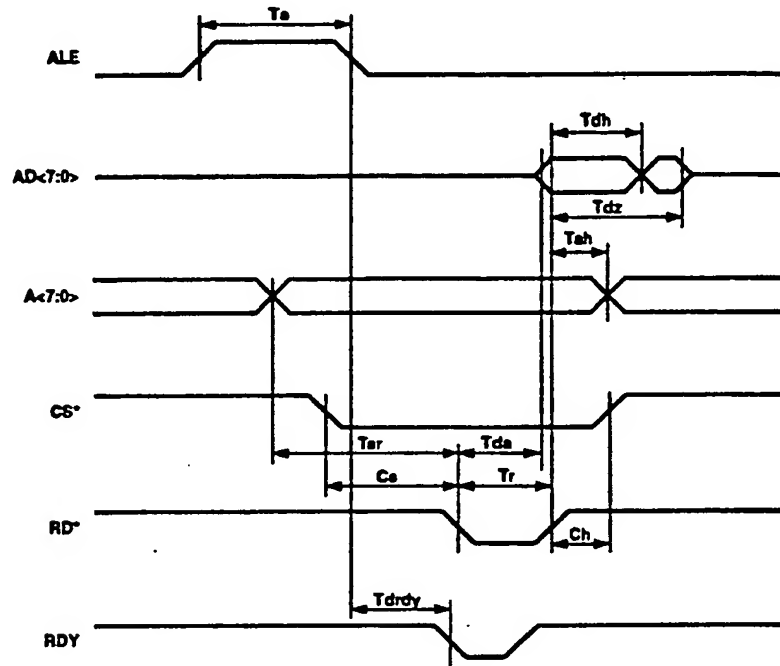 Ta
ALE
Tdh
AD<7:0>
Tdz
Tah
A<7:0>
CS*
Tar
Tda
Cs
Tr
RD*
Ch
Tdrdy
RDY